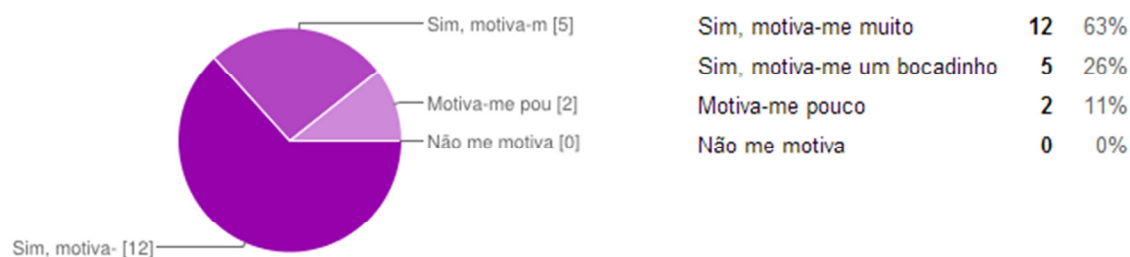 Sim, motiva-m [5]
Motiva-me pou [2]
Não me motiva [0]
Sim, motiva- [12]
Sim, motiva-me muito 12 63%
Sim, motiva-me um bocadinho 5 26%
Motiva-me pouco 2 11%
Não me motiva 0 0%